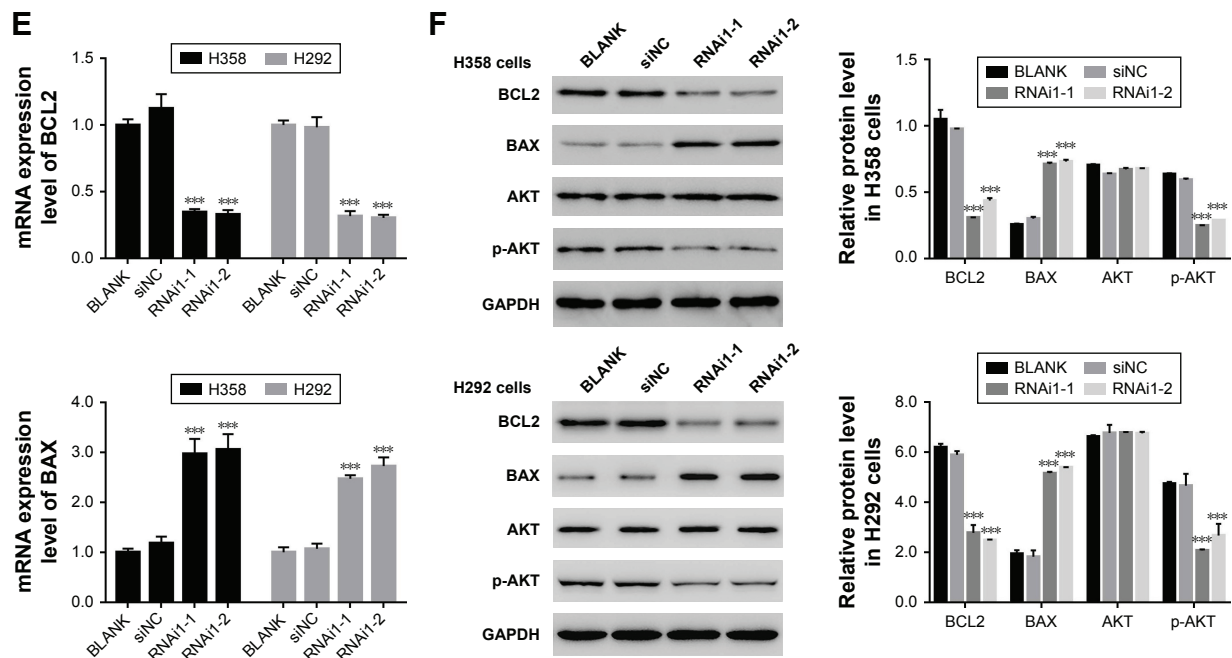 E
mRNA expression
level of BCL2
H358 H292
1.5
1.0
0.5
0.0
*** ***
*** ***
BLANK siNC RNAi1-1 RNAi1-2 BLANK siNC RNAi1-1 RNAi1-2
mRNA expression
level of BAX
H358 H292
4.0
3.0
2.0
1.0
0.0
*** ***
*** ***
BLANK siNC RNAi1-1 RNAi1-2 BLANK siNC RNAi1-1 RNAi1-2
F
H358 cells BLANK siNC RNAi1-1 RNAi1-2
BCL2
BAX
AKT
p-AKT
GAPDH
H292 cells BLANK siNC RNAi1-1 RNAi1-2
BCL2
BAX
AKT
p-AKT
GAPDH
Relative protein level
in H358 cells
BLANK siNC
RNAi1-1 RNAi1-2
1.5
1.0
0.5
0.0
*** ***
*** ***
*** ***
BCL2 BAX AKT p-AKT
Relative protein level
in H292 cells
BLANK siNC
RNAi1-1 RNAi1-2
8.0
6.0
4.0
2.0
0.0
*** ***
*** ***
*** ***
BCL2 BAX AKT p-AKT